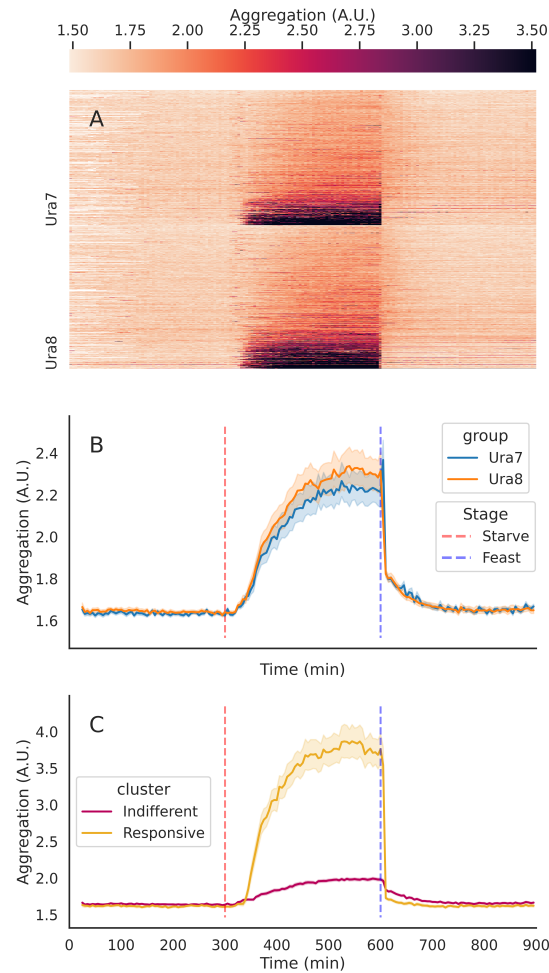 Aggregation (A.U.)
1.50 1.75 2.00 2.25 2.50 2.75 3.00 3.25 3.50
A
Ura7
Ura8
B
Aggregation (A.U.)
2.4
2.2
2.0
1.8
1.6
group
Ura7
Ura8
Stage
Starve
Feast
Time (min)
C
Aggregation (A.U.)
4.0
3.5
3.0
2.5
2.0
1.5
cluster
Indifferent
Responsive
0 100 200 300 400 500 600 700 800 900
Time (min)